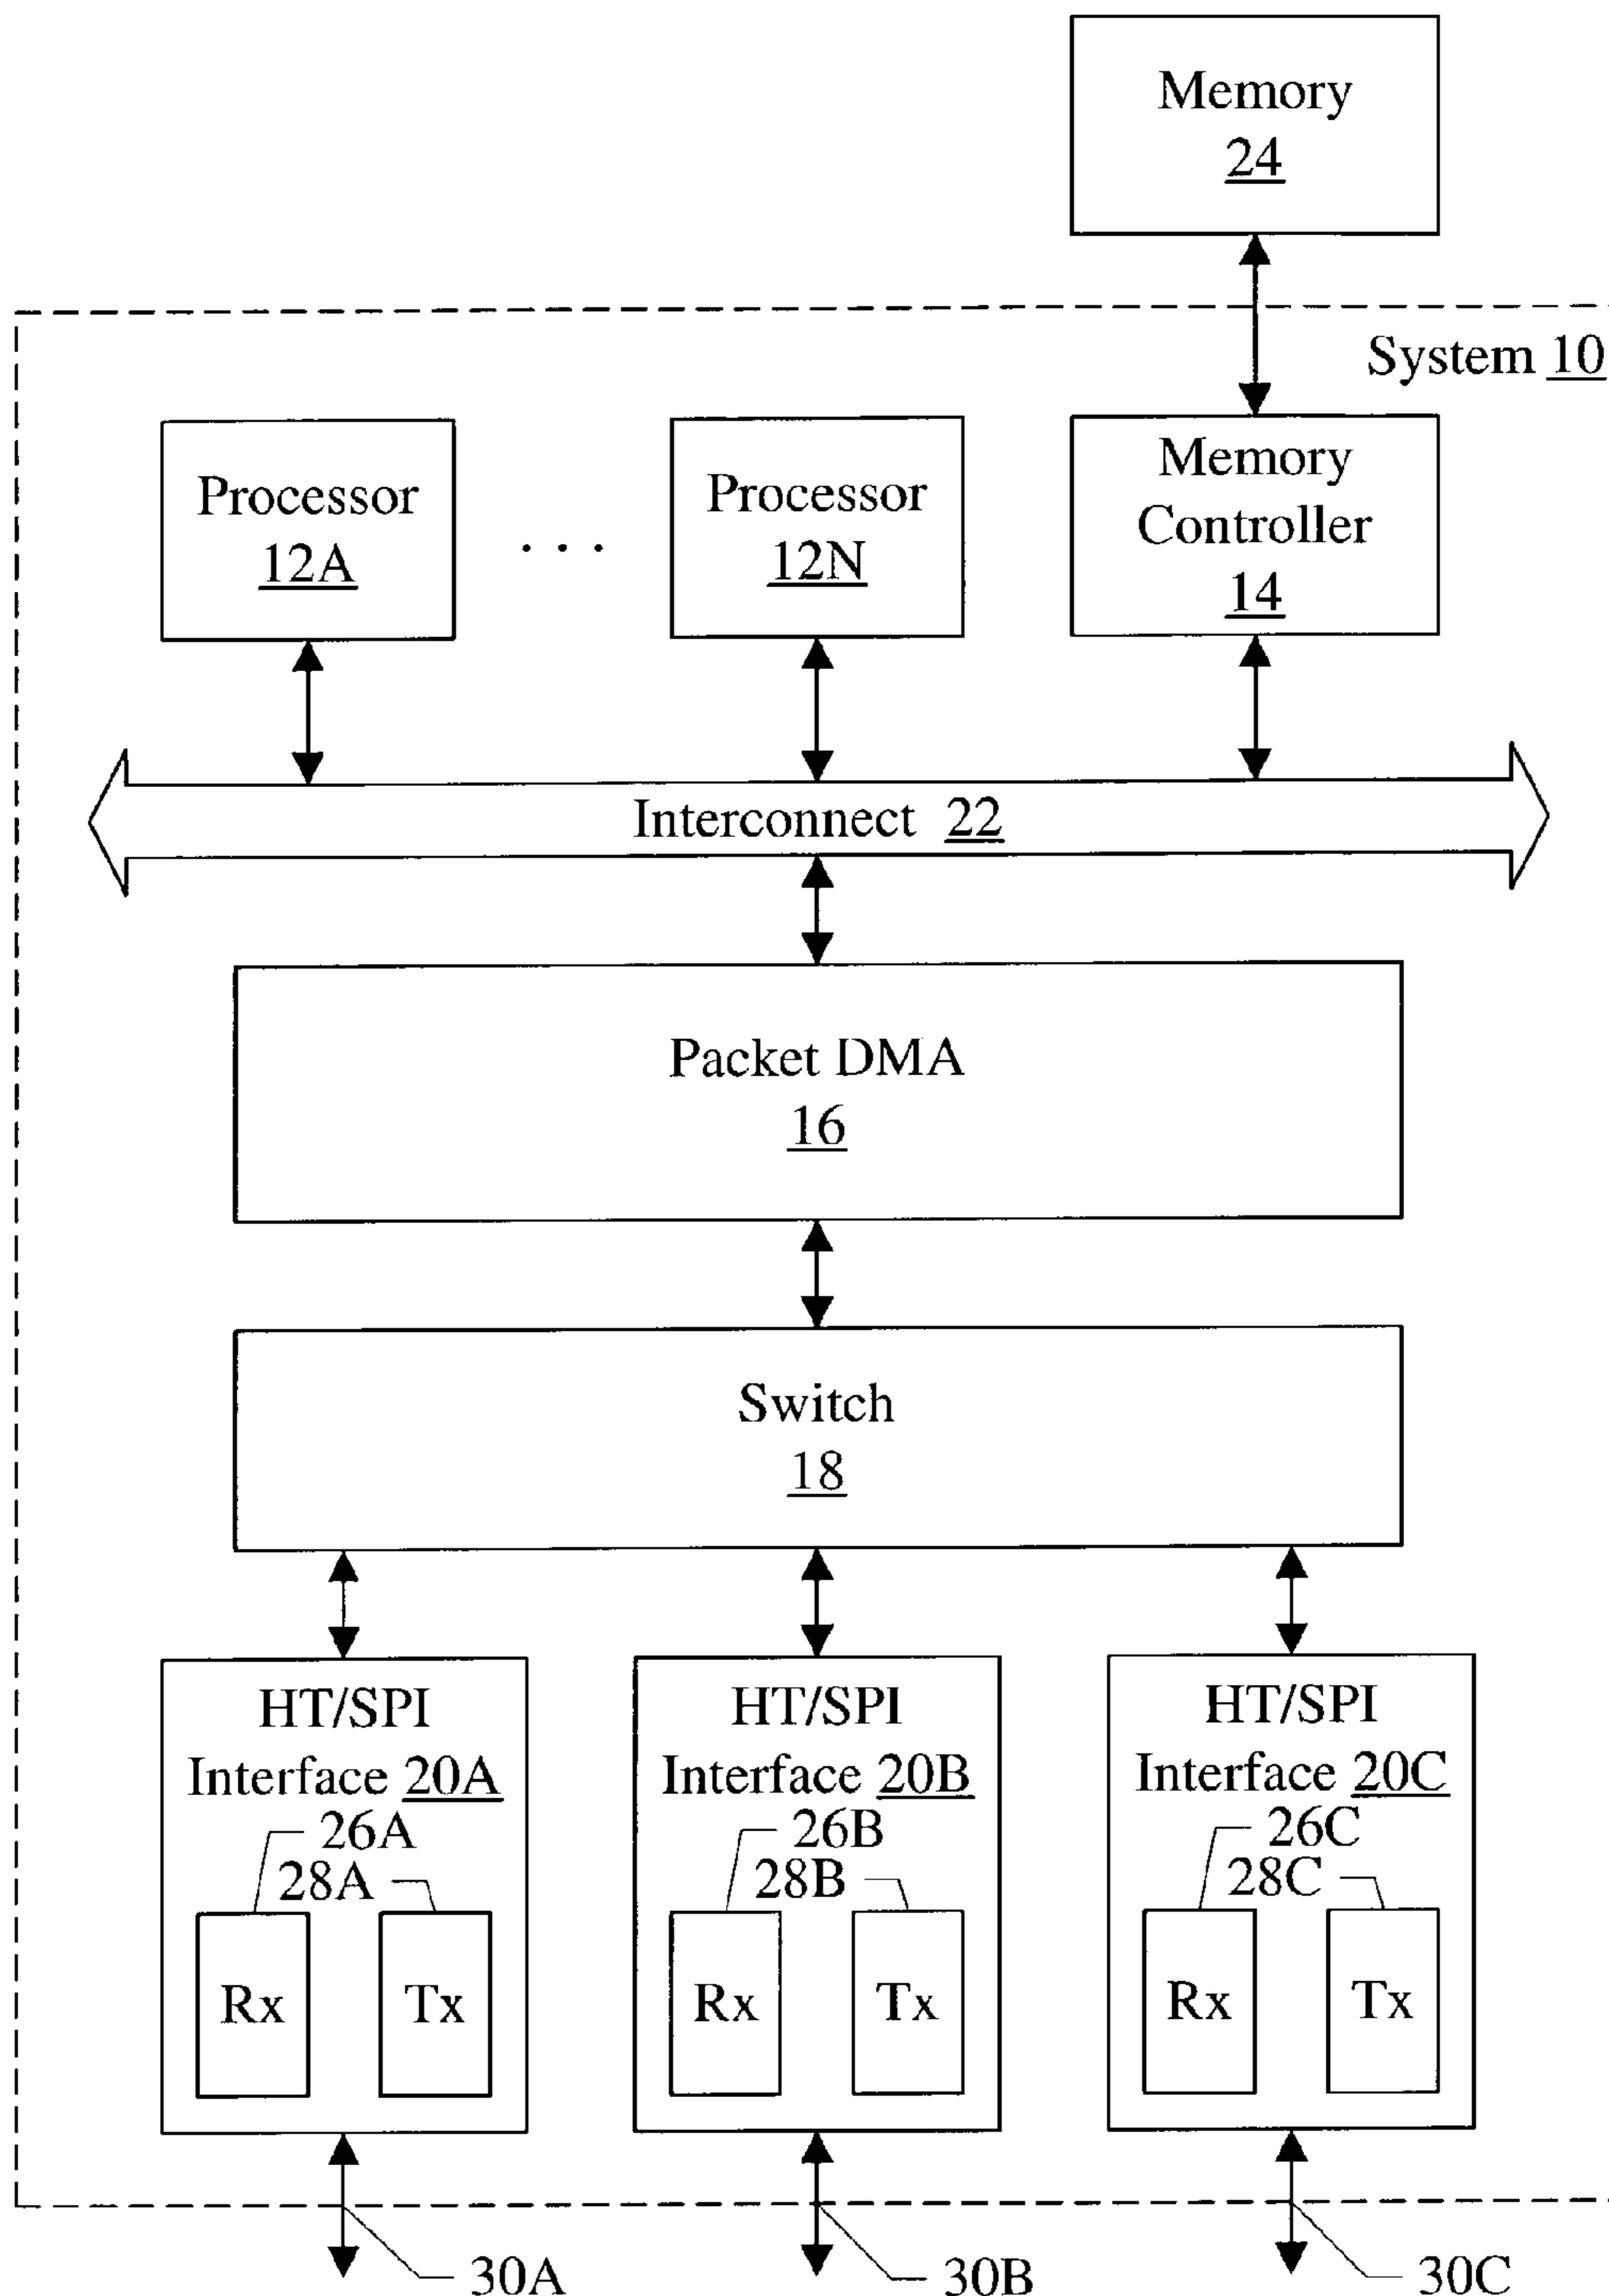 Memory
24
System 10
Processor
12A
. . .
Processor
12N
Memory
Controller
14
Interconnect 22
Packet DMA
16
Switch
18
HT/SPI
Interface 20A
26A
28A
Rx
Tx
HT/SPI
Interface 20B
26B
28B
Rx
Tx
HT/SPI
Interface 20C
26C
28C
Rx
Tx
30A
30B
30C